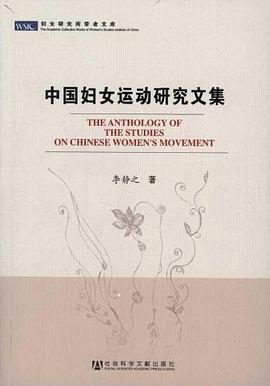 WSIC
妇女研究所学者文库
The Academic Collection Works of Women's Studies Institute of China
中国妇女运动研究文集
THE ANTHOLOGY OF
THE STUDIES
ON CHINESE WOMEN'S MOVEMENT
李静之 著
社会科学文献出版社
SOCIAL SCIENCES ACADEMIC PRESS (CHINA)